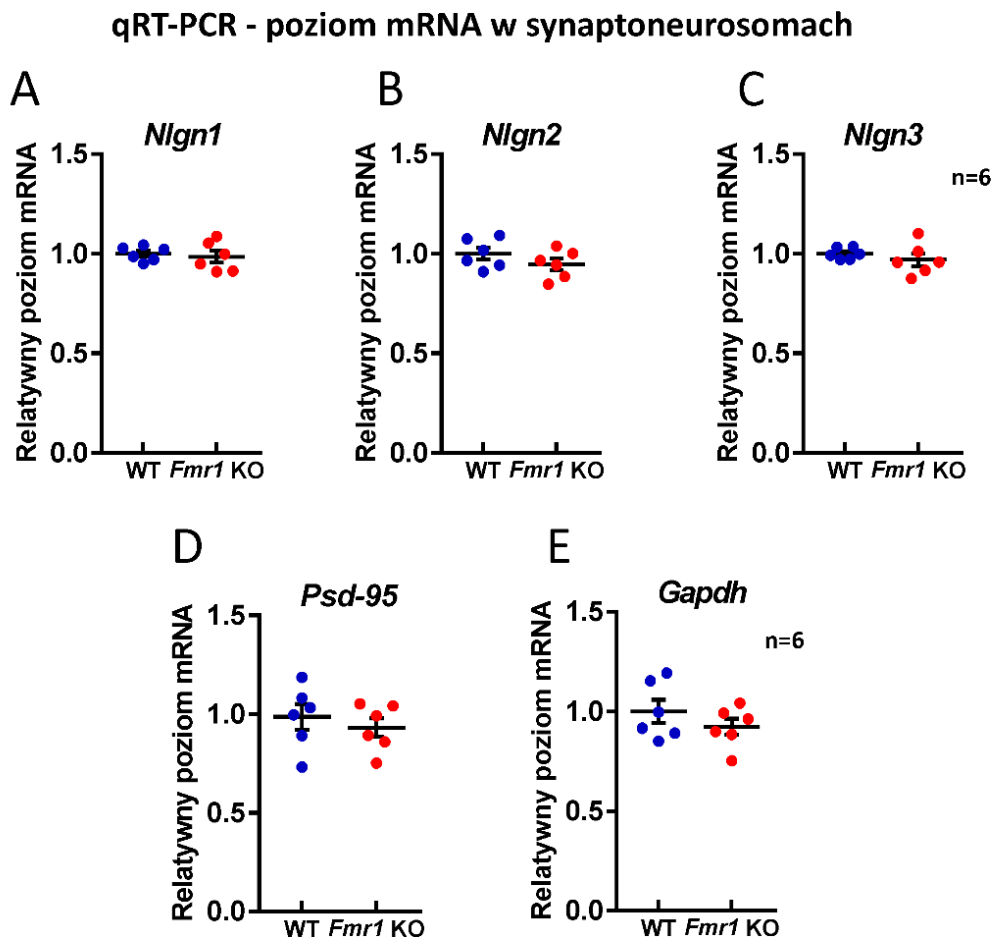 qRT-PCR - poziom mRNA w synaptoneurosomach
A
Nlgn1
Relatywny poziom mRNA
1.5
1.0
0.5
0.0
WT Fmr1 KO
B
Nlgn2
Relatywny poziom mRNA
1.5
1.0
0.5
0.0
WT Fmr1 KO
C
Nlgn3
n=6
Relatywny poziom mRNA
1.5
1.0
0.5
0.0
WT Fmr1 KO
D
Psd-95
Relatywny poziom mRNA
1.5
1.0
0.5
0.0
WT Fmr1 KO
E
Gapdh
n=6
Relatywny poziom mRNA
1.5
1.0
0.5
0.0
WT Fmr1 KO